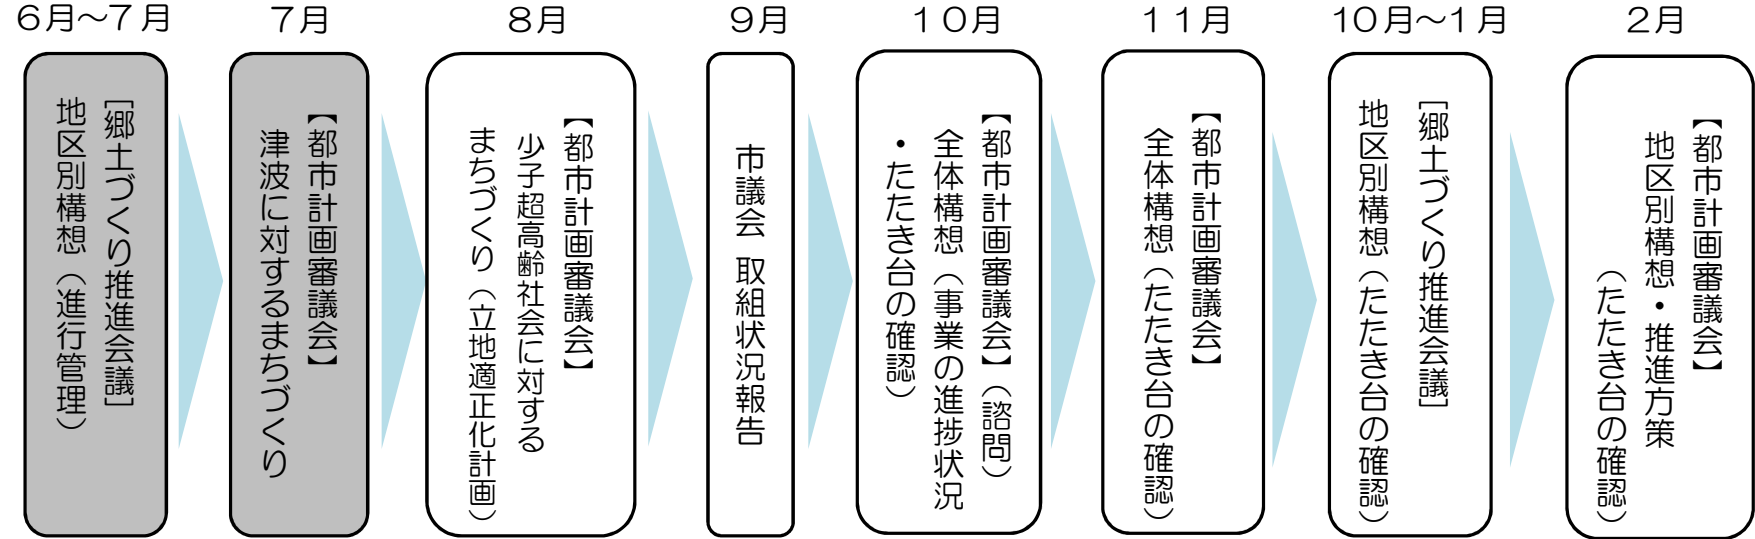 6月～7月
[郷土づくり推進会議]
地区別構想（進行管理）
7月
【都市計画審議会】
津波に対するまちづくり
8月
【都市計画審議会】
少子超高齢社会に対する
まちづくり（立地適正化計画）
9月
市議会 取組状況報告
10月
【都市計画審議会】（諮問）
全体構想（事業の進捗状況
・たたき台の確認）
11月
【都市計画審議会】
全体構想（たたき台の確認）
10月～1月
[郷土づくり推進会議]
地区別構想（たたき台の確認）
2月
【都市計画審議会】
地区別構想・推進方策
（たたき台の確認）